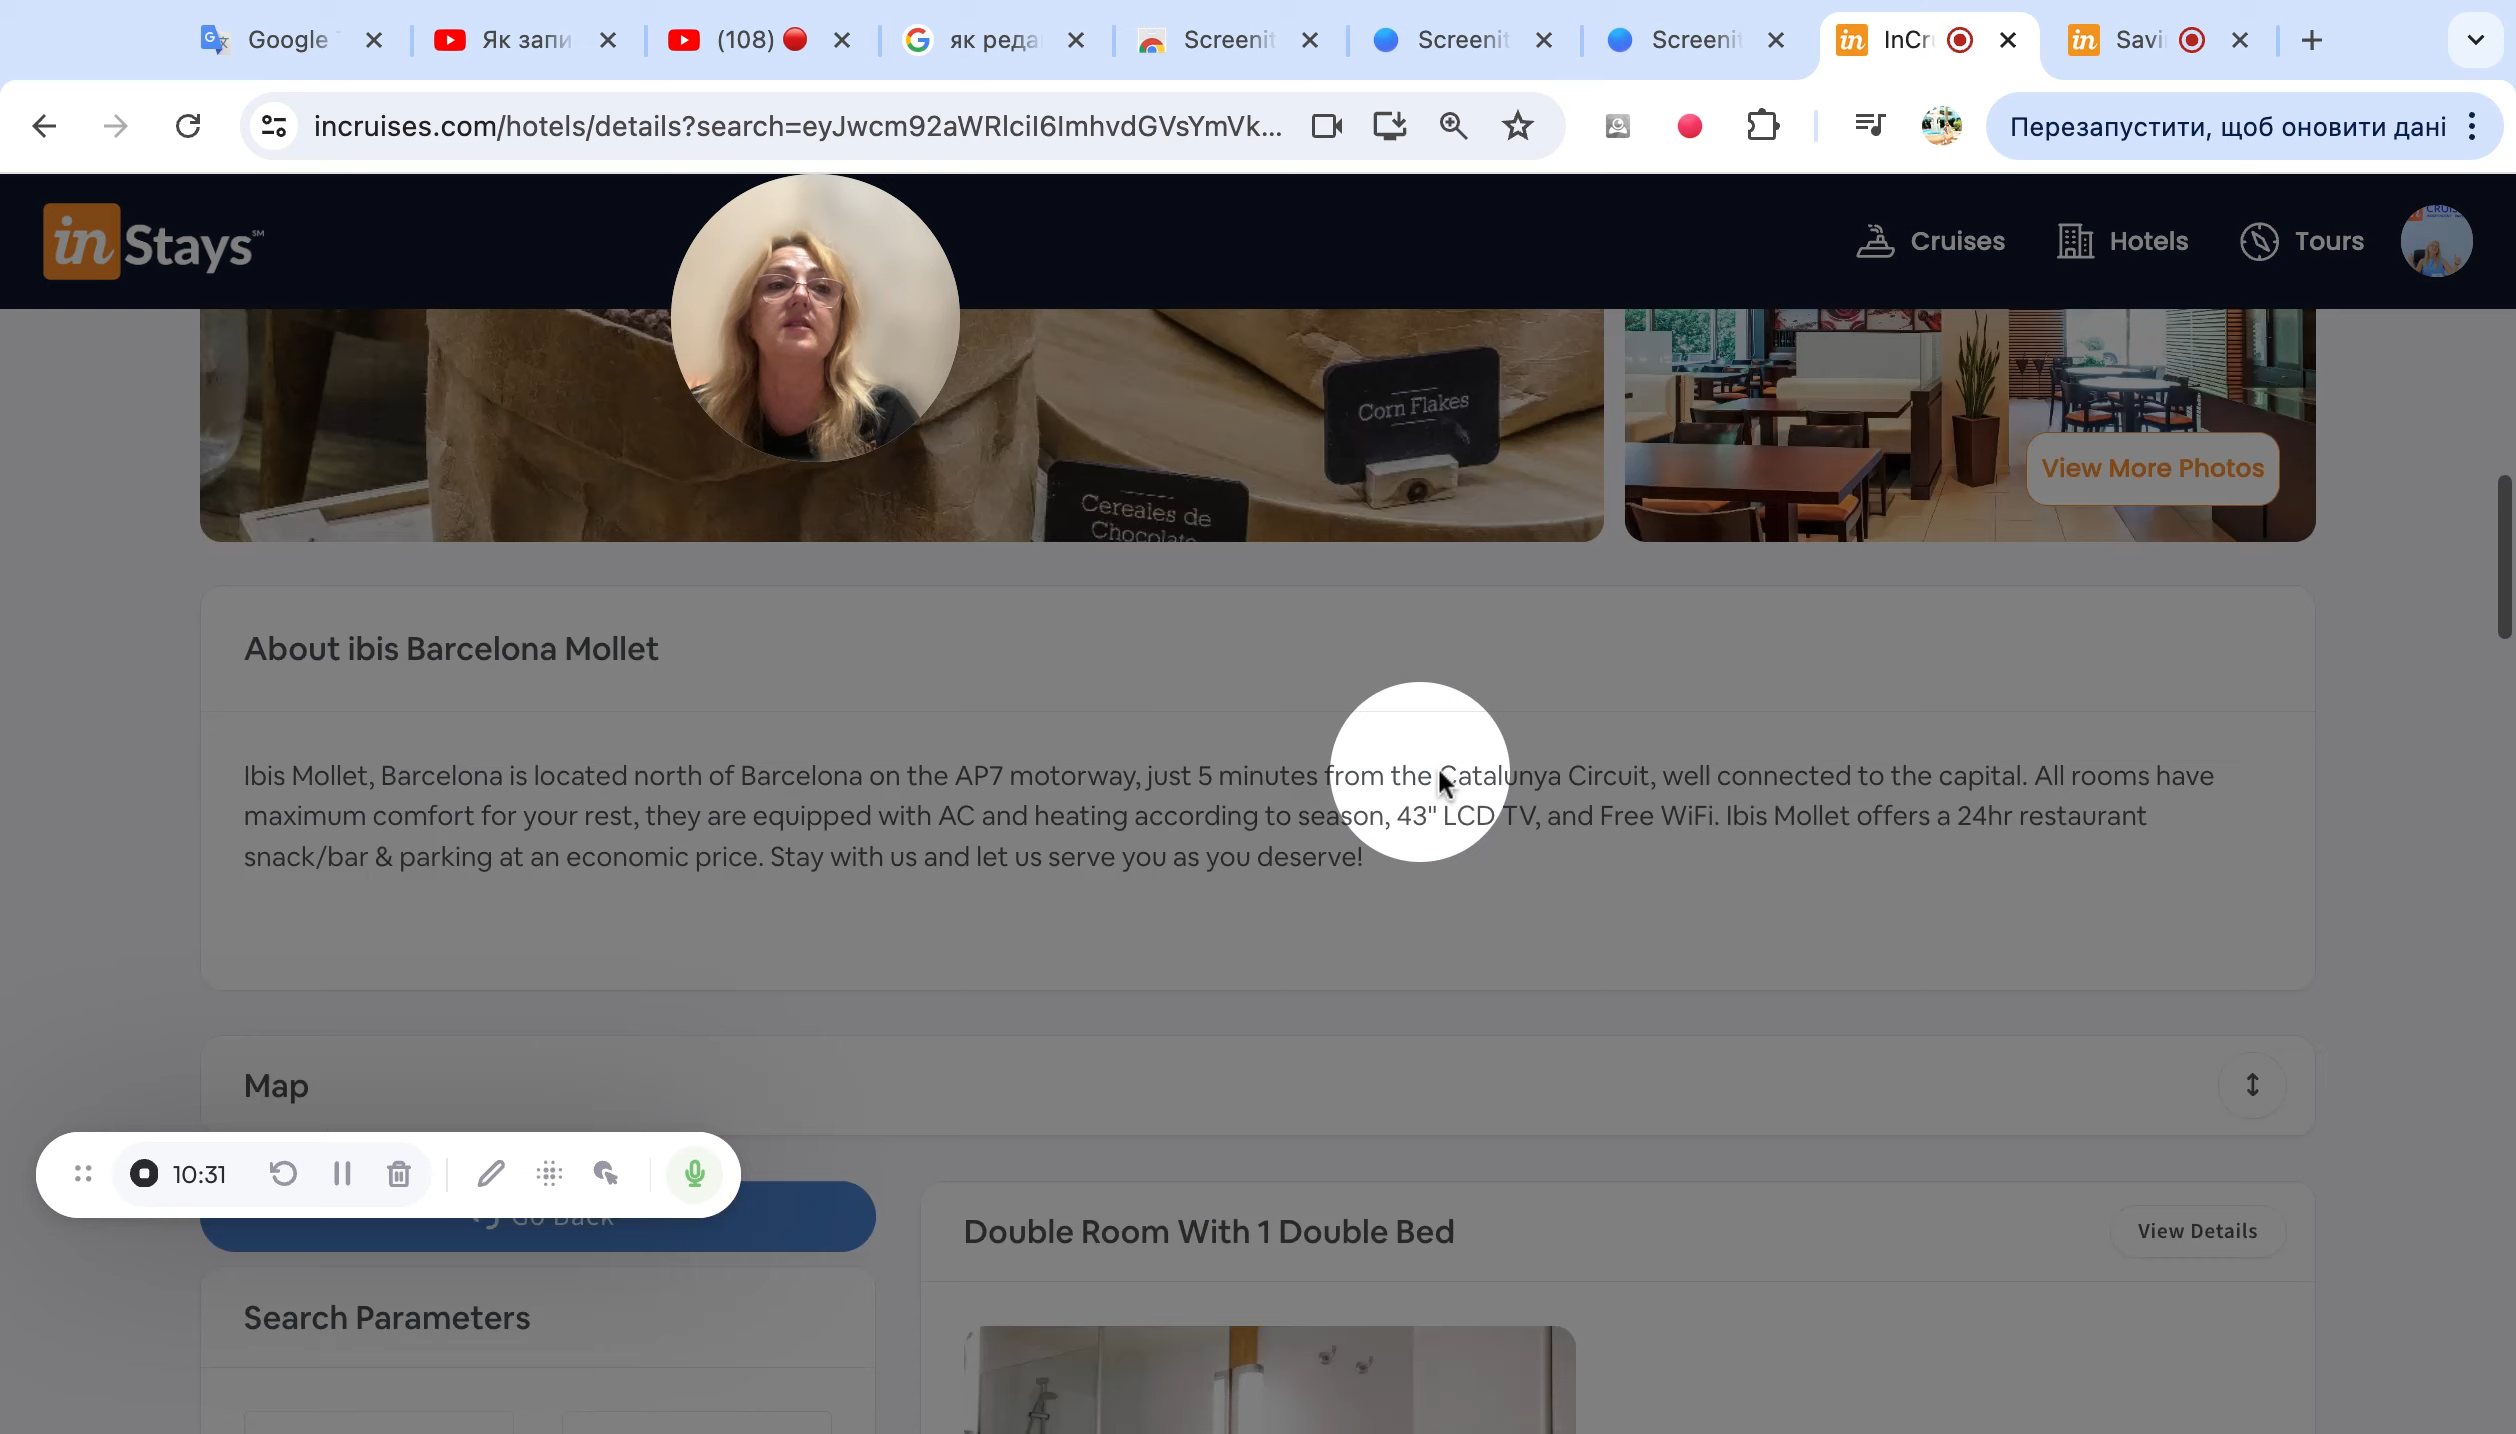 Google
Як запи
(108)
як реда
Screenit
Screenit
Screenit
InCr
Savi
incruises.com/hotels/details?search=eyJwcm92aWRlciI6ImhvdGVsYmVk...
Перезапустити, щоб оновити дані
in Stays SM
Cruises
Hotels
Tours
Corn Flakes
Cereales de
Chocolate
View More Photos
About ibis Barcelona Mollet
Ibis Mollet, Barcelona is located north of Barcelona on the AP7 motorway, just 5 minutes from the Catalunya Circuit, well connected to the capital. All rooms have
maximum comfort for your rest, they are equipped with AC and heating according to season, 43" LCD TV, and Free WiFi. Ibis Mollet offers a 24hr restaurant
snack/bar & parking at an economic price. Stay with us and let us serve you as you deserve!
Map
10:31
Go Back
Double Room With 1 Double Bed
View Details
Search Parameters